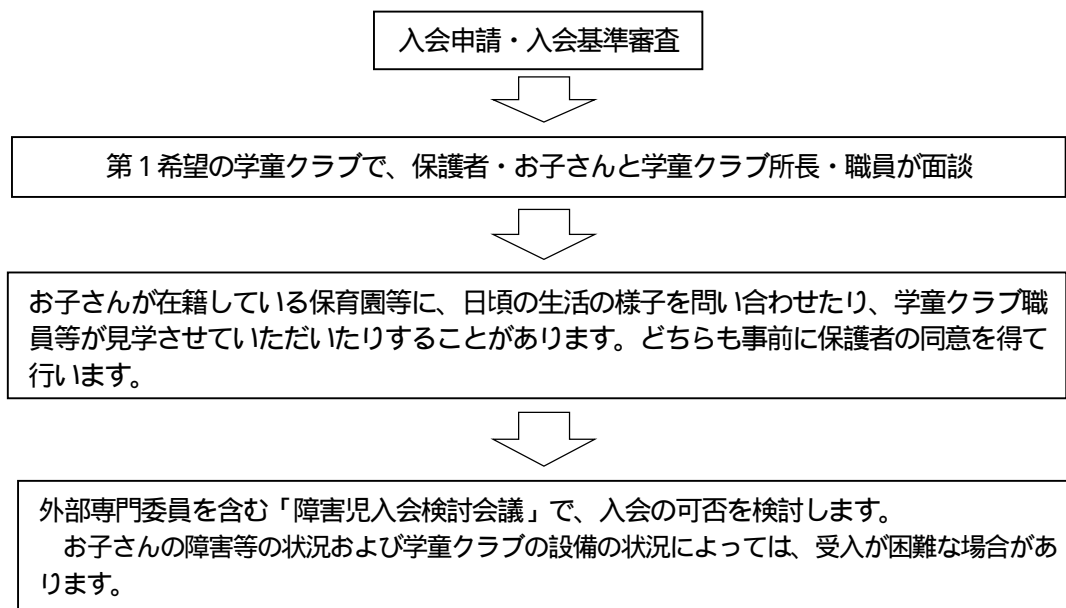 入会申請・入会基準審査
第１希望の学童クラブで、保護者・お子さんと学童クラブ所長・職員が面談
お子さんが在籍している保育園等に、日頃の生活の様子を問い合わせたり、学童クラブ職
員等が見学させていただいたりすることがあります。どちらも事前に保護者の同意を得て
行います。
外部専門委員を含む「障害児入会検討会議」で、入会の可否を検討します。
　お子さんの障害等の状況および学童クラブの設備の状況によっては、受入が困難な場合があ
ります。